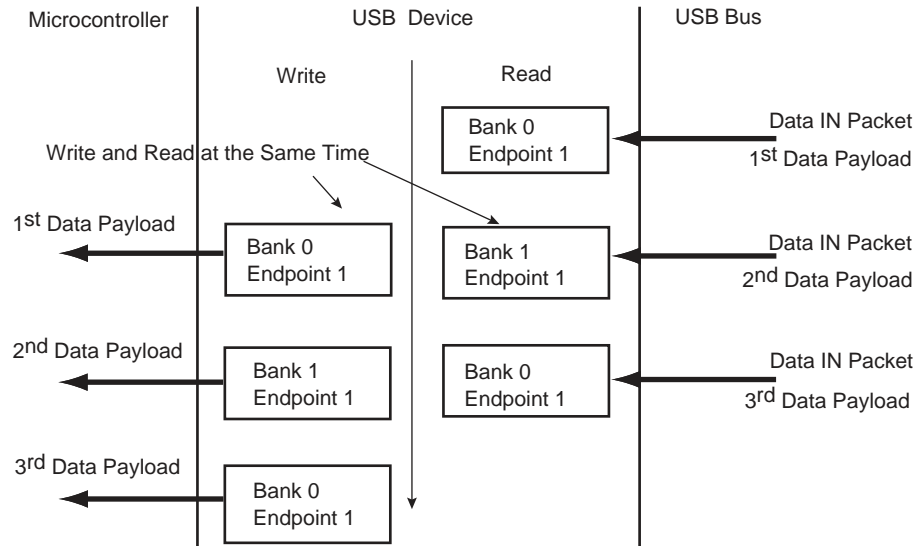 Microcontroller
USB Device
USB Bus
Write
Read
Bank 0
Endpoint 1
Data IN Packet
1st Data Payload
Write and Read at the Same Time
1st Data Payload
Bank 0
Endpoint 1
Bank 1
Endpoint 1
Data IN Packet
2nd Data Payload
2nd Data Payload
Bank 1
Endpoint 1
Bank 0
Endpoint 1
Data IN Packet
3rd Data Payload
3rd Data Payload
Bank 0
Endpoint 1